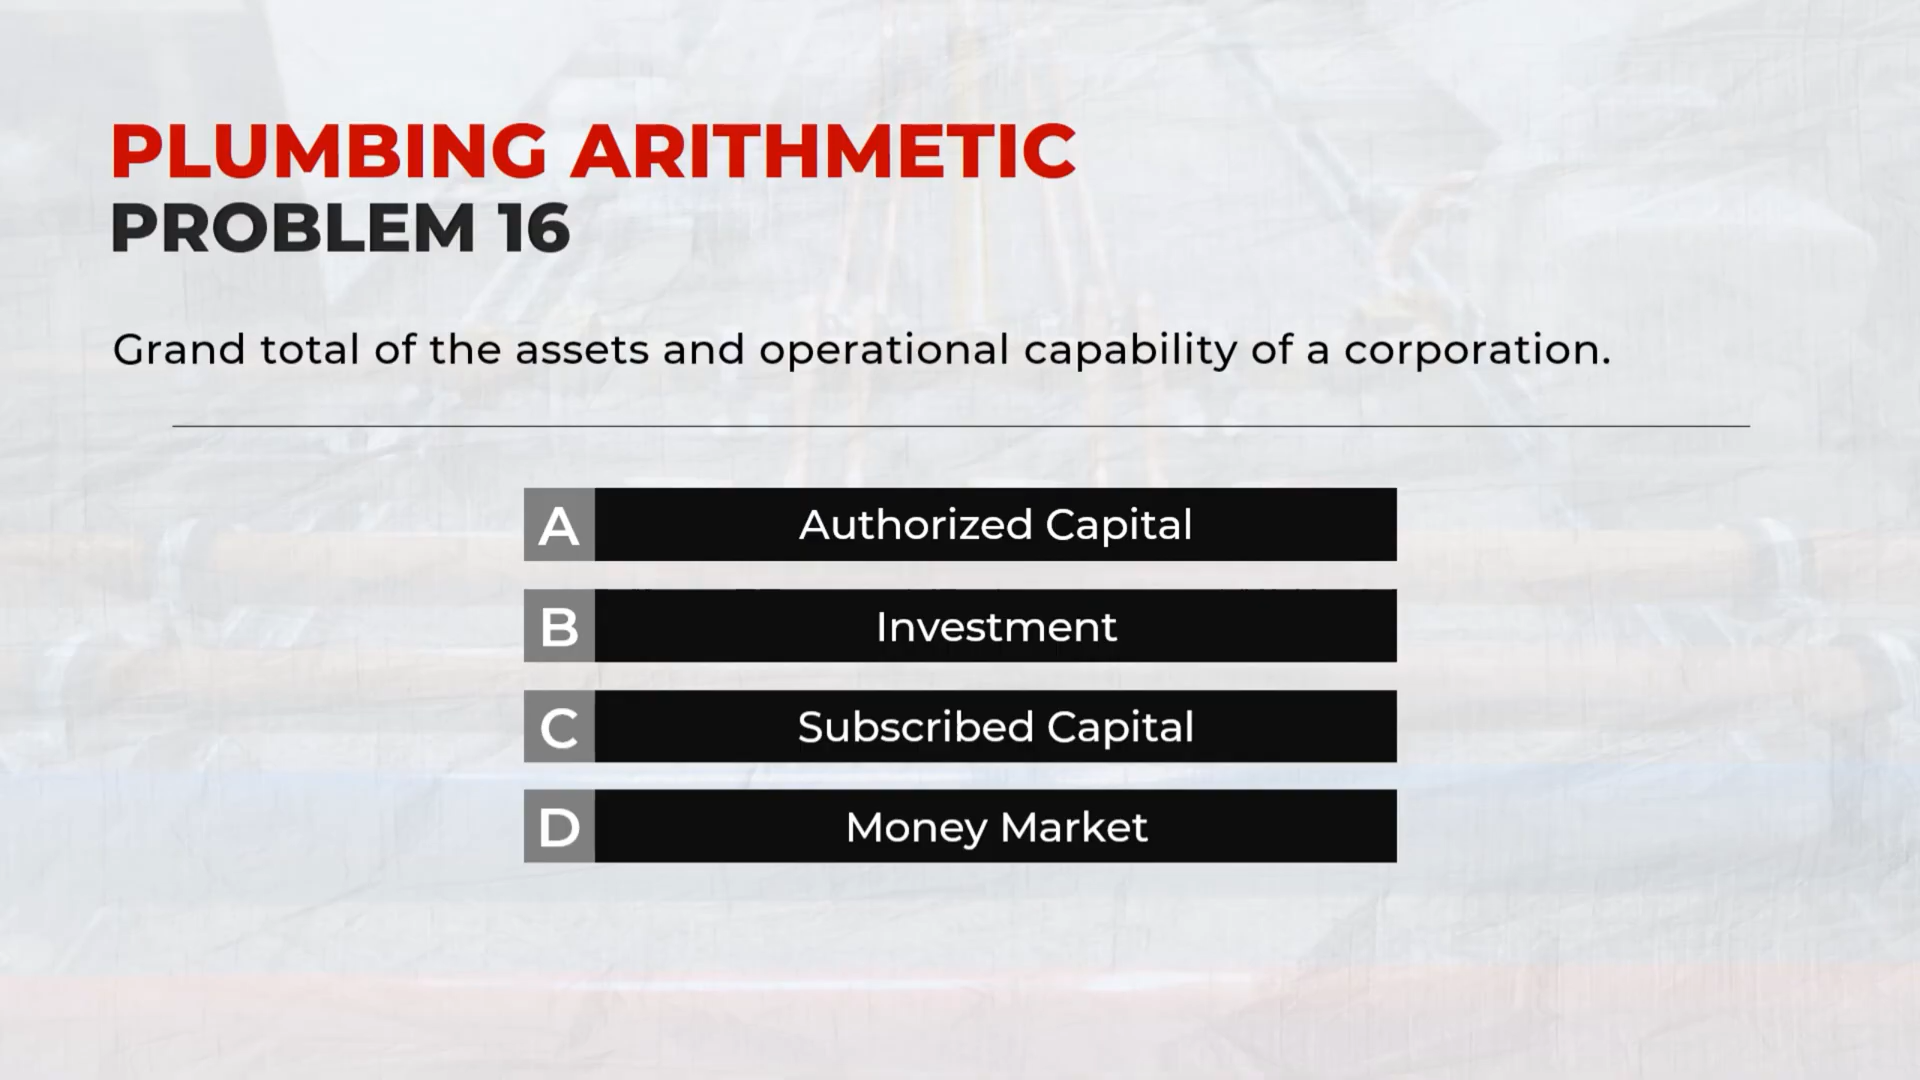 PLUMBING ARITHMETIC
PROBLEM 16
Grand total of the assets and operational capability of a corporation.
A Authorized Capital
B Investment
C Subscribed Capital
D Money Market